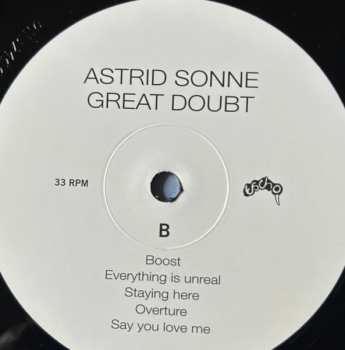 ASTRID SONNE
GREAT DOUBT
33 RPM
B
Boost
Everything is unreal
Staying here
Overture
Say you love me